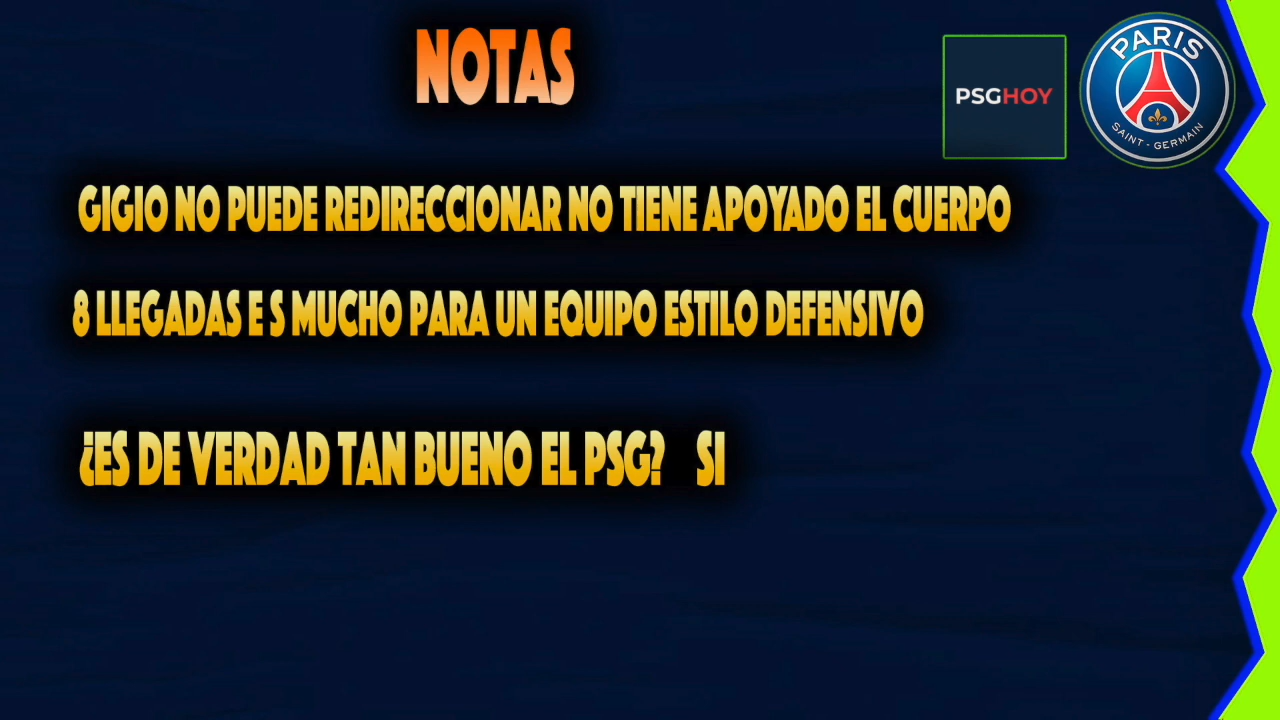 NOTAS
PSGHOY
PARIS
SAINT-GERMAIN
GIGIO NO PUEDE REDIRECCIONAR NO TIENE APOYADO EL CUERPO
8 LLEGADAS E S MUCHO PARA UN EQUIPO ESTILO DEFENSIVO
¿ES DE VERDAD TAN BUENO EL PSG? SI